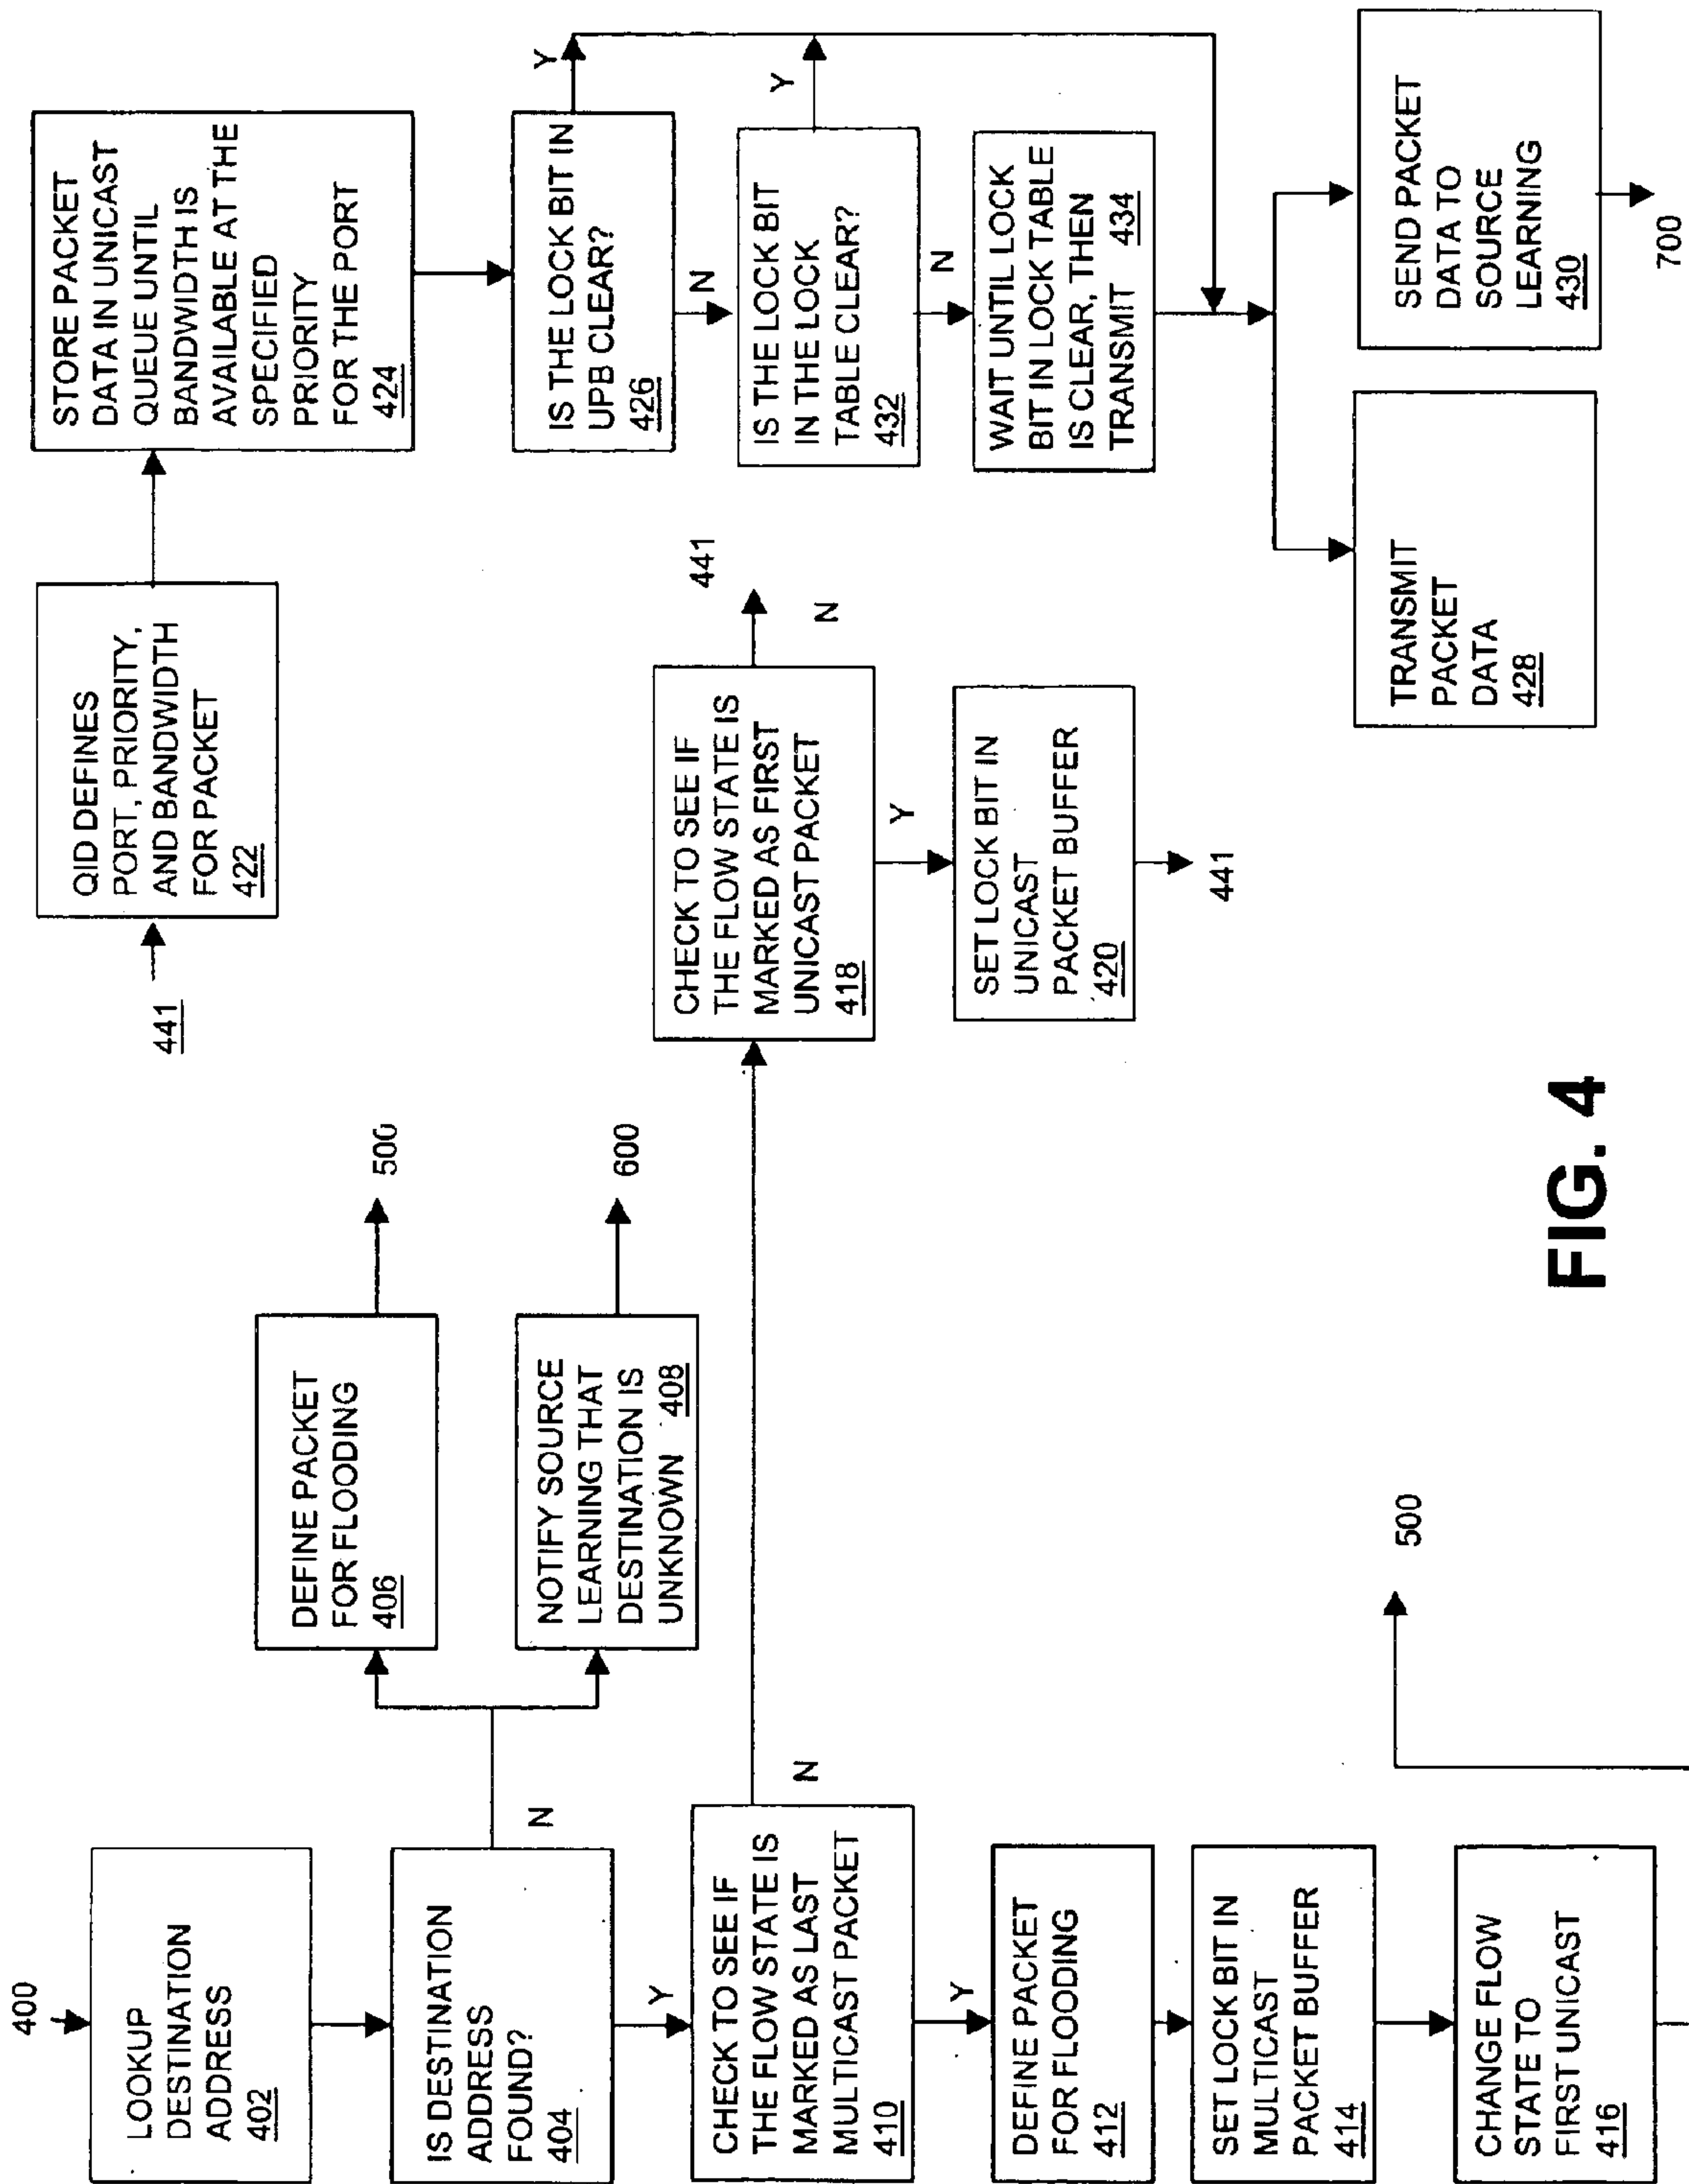 400
LOOKUP
DESTINATION
ADDRESS
402
IS DESTINATION
ADDRESS
FOUND?
404
N
Y
DEFINE PACKET
FOR FLOODING
406
500
NOTIFY SOURCE
LEARNING THAT
DESTINATION IS
UNKNOWN 408
600
CHECK TO SEE IF
THE FLOW STATE IS
MARKED AS LAST
MULTICAST PACKET
410
N
Y
DEFINE PACKET
FOR FLOODING
412
SET LOCK BIT IN
MULTICAST
PACKET BUFFER
414
CHANGE FLOW
STATE TO
FIRST UNICAST
416
500
CHECK TO SEE IF
THE FLOW STATE IS
MARKED AS FIRST
UNICAST PACKET
418
441
N
Y
SET LOCK BIT IN
UNICAST
PACKET BUFFER
420
441
441
QID DEFINES
PORT, PRIORITY,
AND BANDWIDTH
FOR PACKET
422
STORE PACKET
DATA IN UNICAST
QUEUE UNTIL
BANDWIDTH IS
AVAILABLE AT THE
SPECIFIED
PRIORITY
FOR THE PORT
424
IS THE LOCK BIT IN
UPB CLEAR?
426
Y
N
IS THE LOCK BIT
IN THE LOCK
TABLE CLEAR?
432
Y
N
WAIT UNTIL LOCK
BIT IN LOCK TABLE
IS CLEAR, THEN
TRANSMIT 434
TRANSMIT
PACKET
DATA
428
SEND PACKET
DATA TO
SOURCE
LEARNING
430
700
FIG. 4